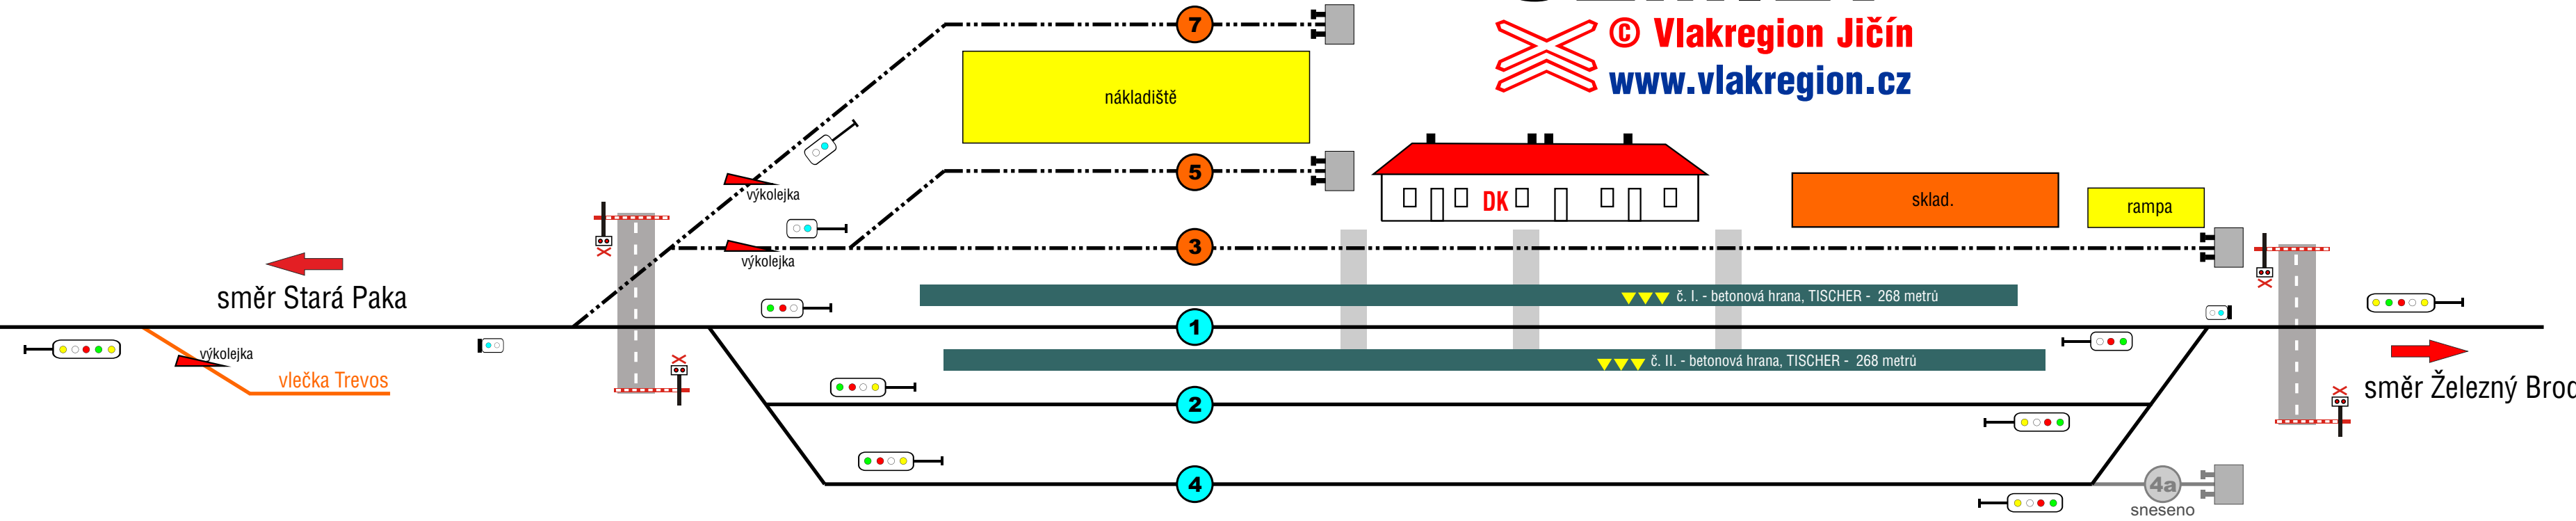 © Vlakregion Jičín
www.vlakregion.cz
7
nákladiště
výkolejka
5
DK
sklad.
rampa
výkolejka
3
směr Stará Paka
č. I. - betonová hrana, TISCHER - 268 metrů
1
výkolejka
vlečka Trevos
č. II. - betonová hrana, TISCHER - 268 metrů
směr Železný Brod
2
4
4a
sneseno